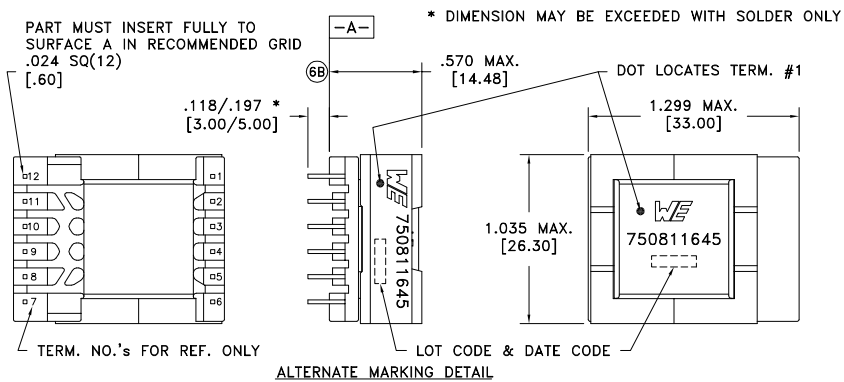 PART MUST INSERT FULLY TO
SURFACE A IN RECOMMENDED GRID
.024 SQ(12)
[.60]
-A-
* DIMENSION MAY BE EXCEEDED WITH SOLDER ONLY
6B
.570 MAX.
[14.48]
DOT LOCATES TERM. #1
.118/.197 *
[3.00/5.00]
1.299 MAX.
[33.00]
12
11
10
9
8
7
1
2
3
4
5
6
WE
750811645
1.035 MAX.
[26.30]
WE
750811645
TERM. NO.'s FOR REF. ONLY
LOT CODE & DATE CODE
ALTERNATE MARKING DETAIL